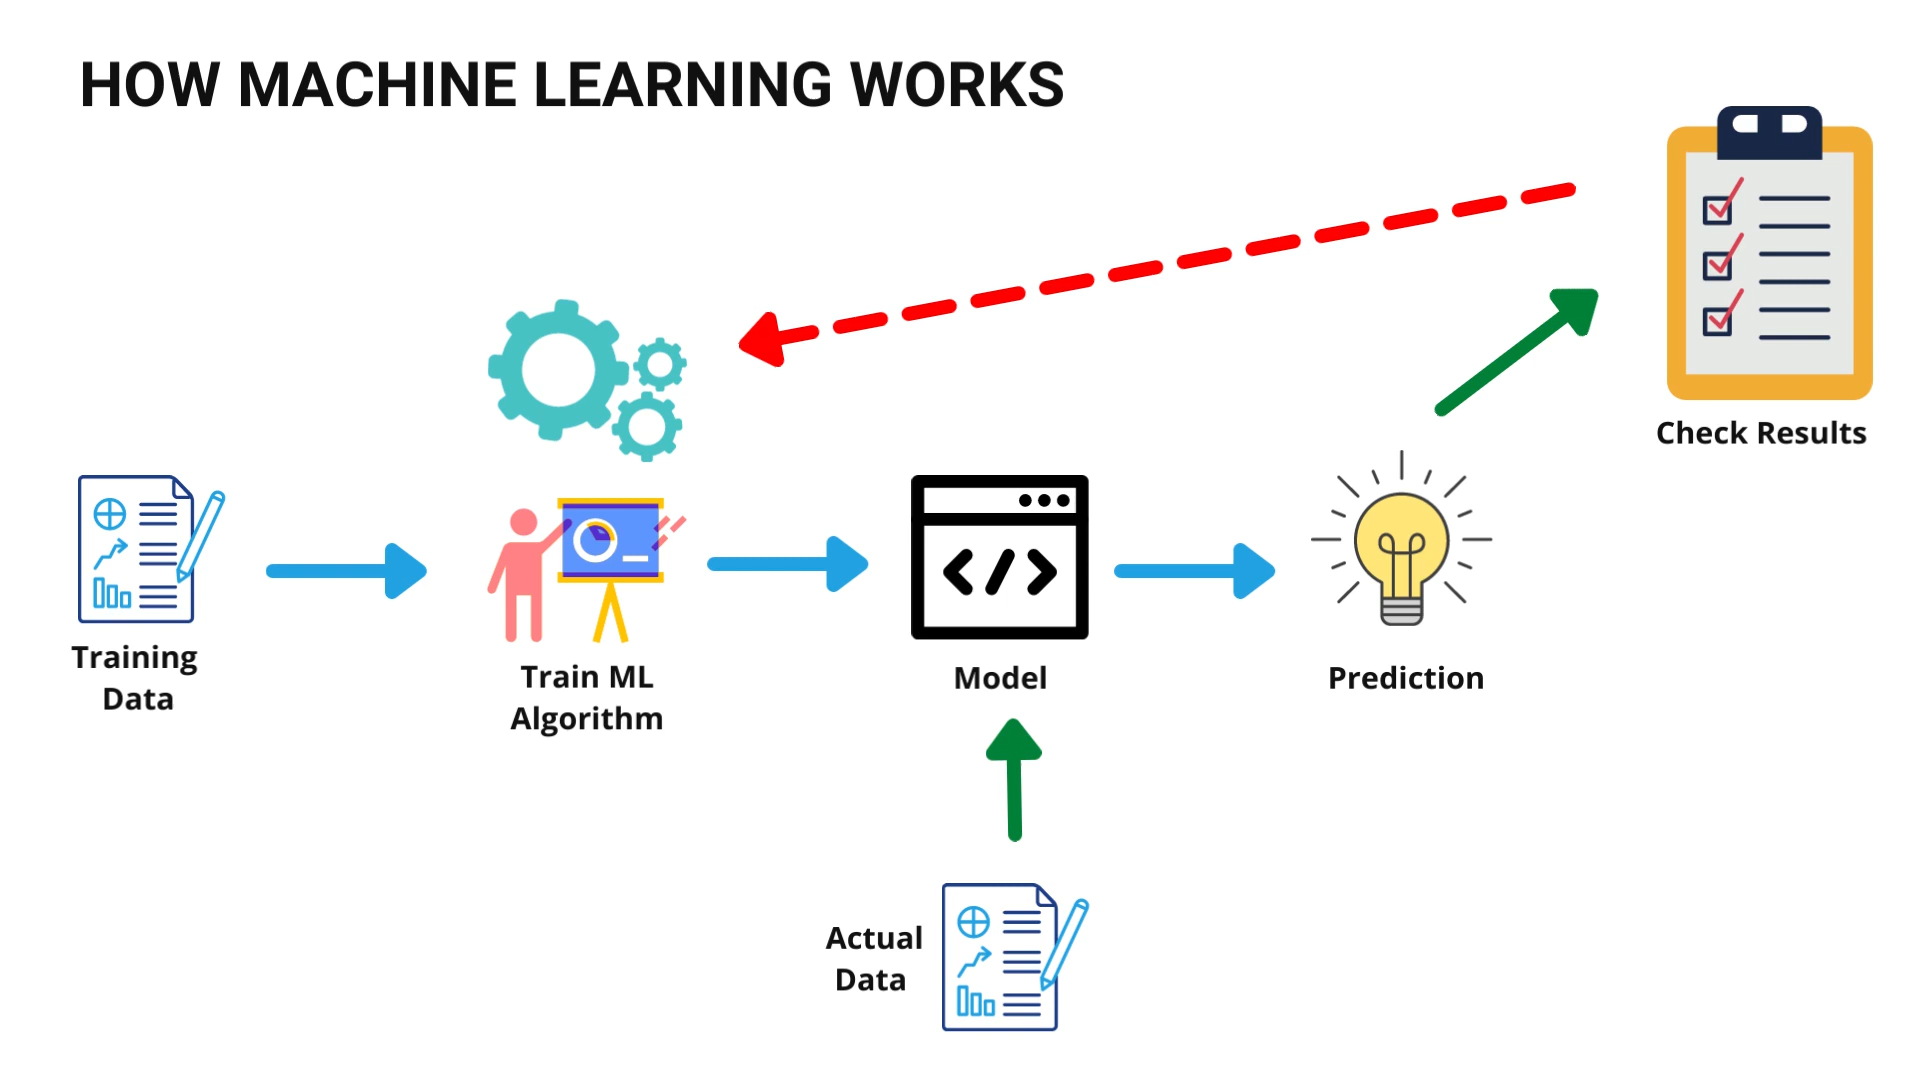 HOW MACHINE LEARNING WORKS
Check Results
Training
Data
Train ML
Algorithm
Model
Prediction
Actual
Data